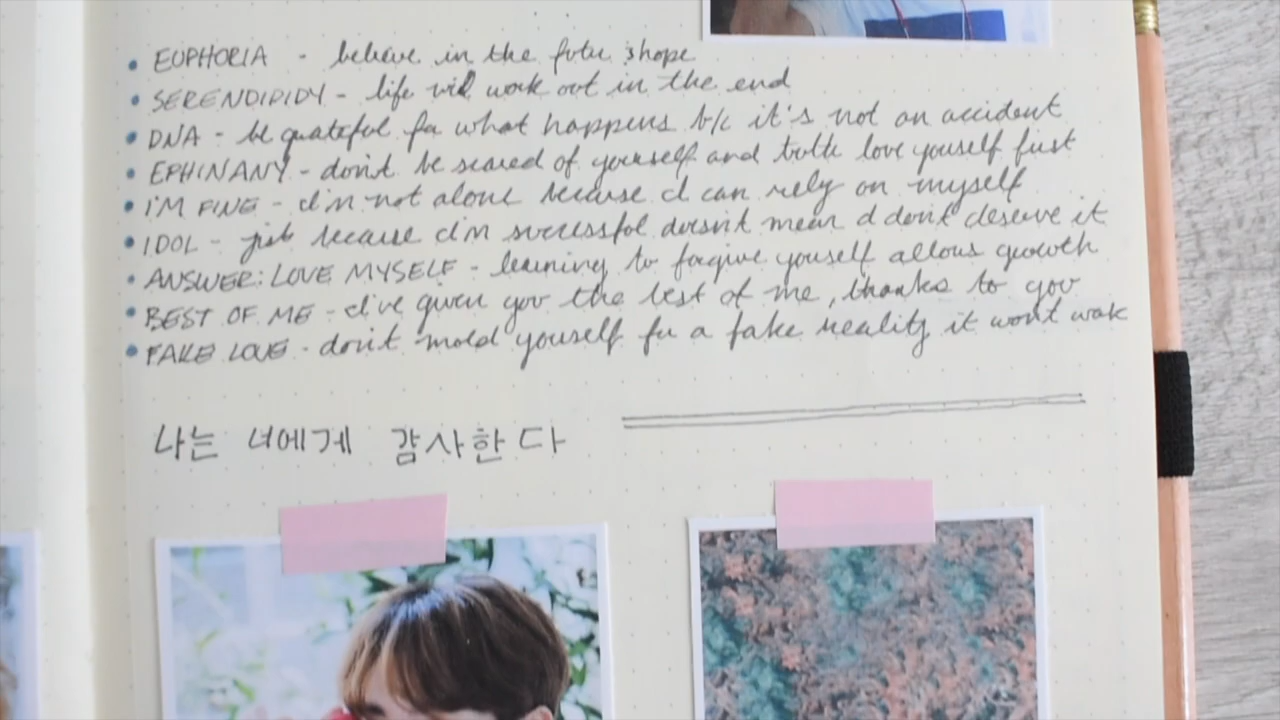 • EUPHORIA - believe in the futu shope
• SERENDIPIDY - life will work out in the end
• DNA - be grateful for what happens b/c it's not an accident
• EPHINANY - don't be scared of yourself and to love yourself first
• I'M FINE - I'm not alone because I can rely on myself
• IDOL - just because I'm successful doesn't mean I don't deserve it
• ANSWER: LOVE MYSELF - learning to forgive yourself allows growth
• BEST OF ME - I've given you the best of me, thanks to you
• FAKE LOVE - don't mold yourself for a fake reality it won't work
나는 너에게 감사한다